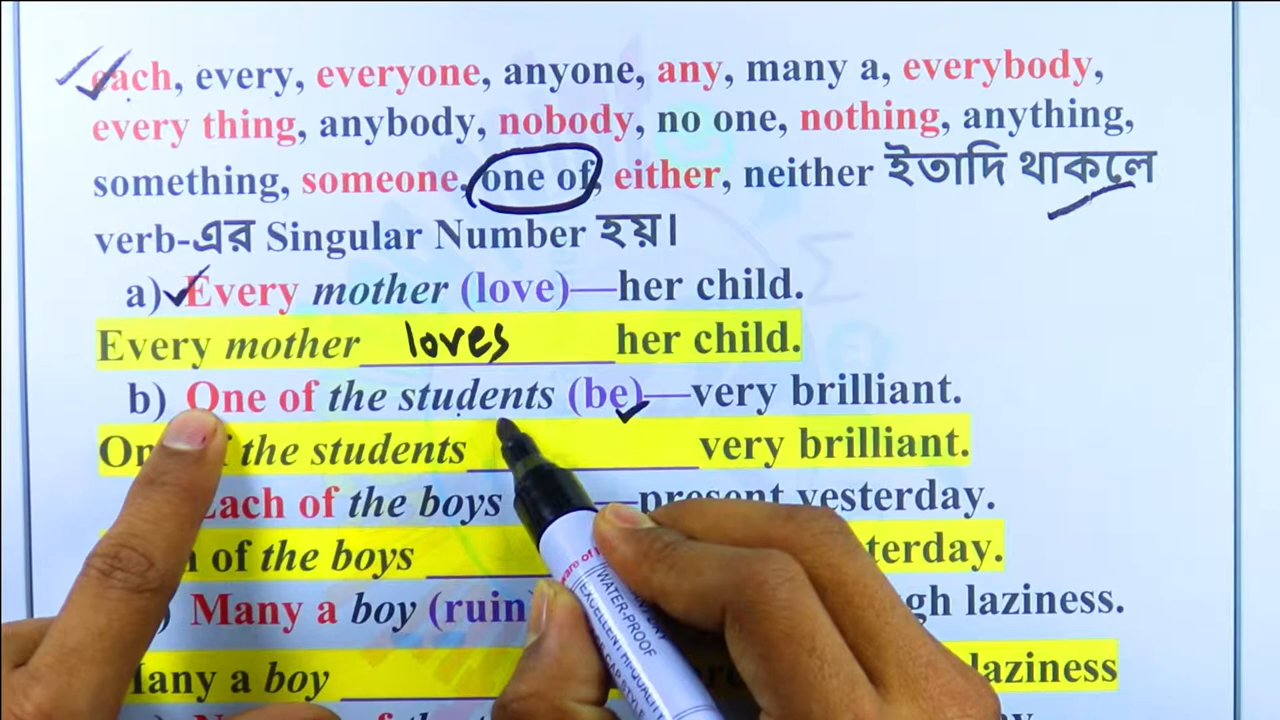 each, every, everyone, anyone, any, many a, everybody,
every thing, anybody, nobody, no one, nothing, anything,
something, someone, one of, either, neither ইতাদি থাকলে
verb-এর Singular Number হয়।
a) Every mother (love)—her child.
Every mother loves her child.
b) One of the students (be)—very brilliant.
One of the students very brilliant.
Each of the boys —present yesterday.
of the boys yesterday.
Many a boy (ruin laziness.
Many a boy laziness